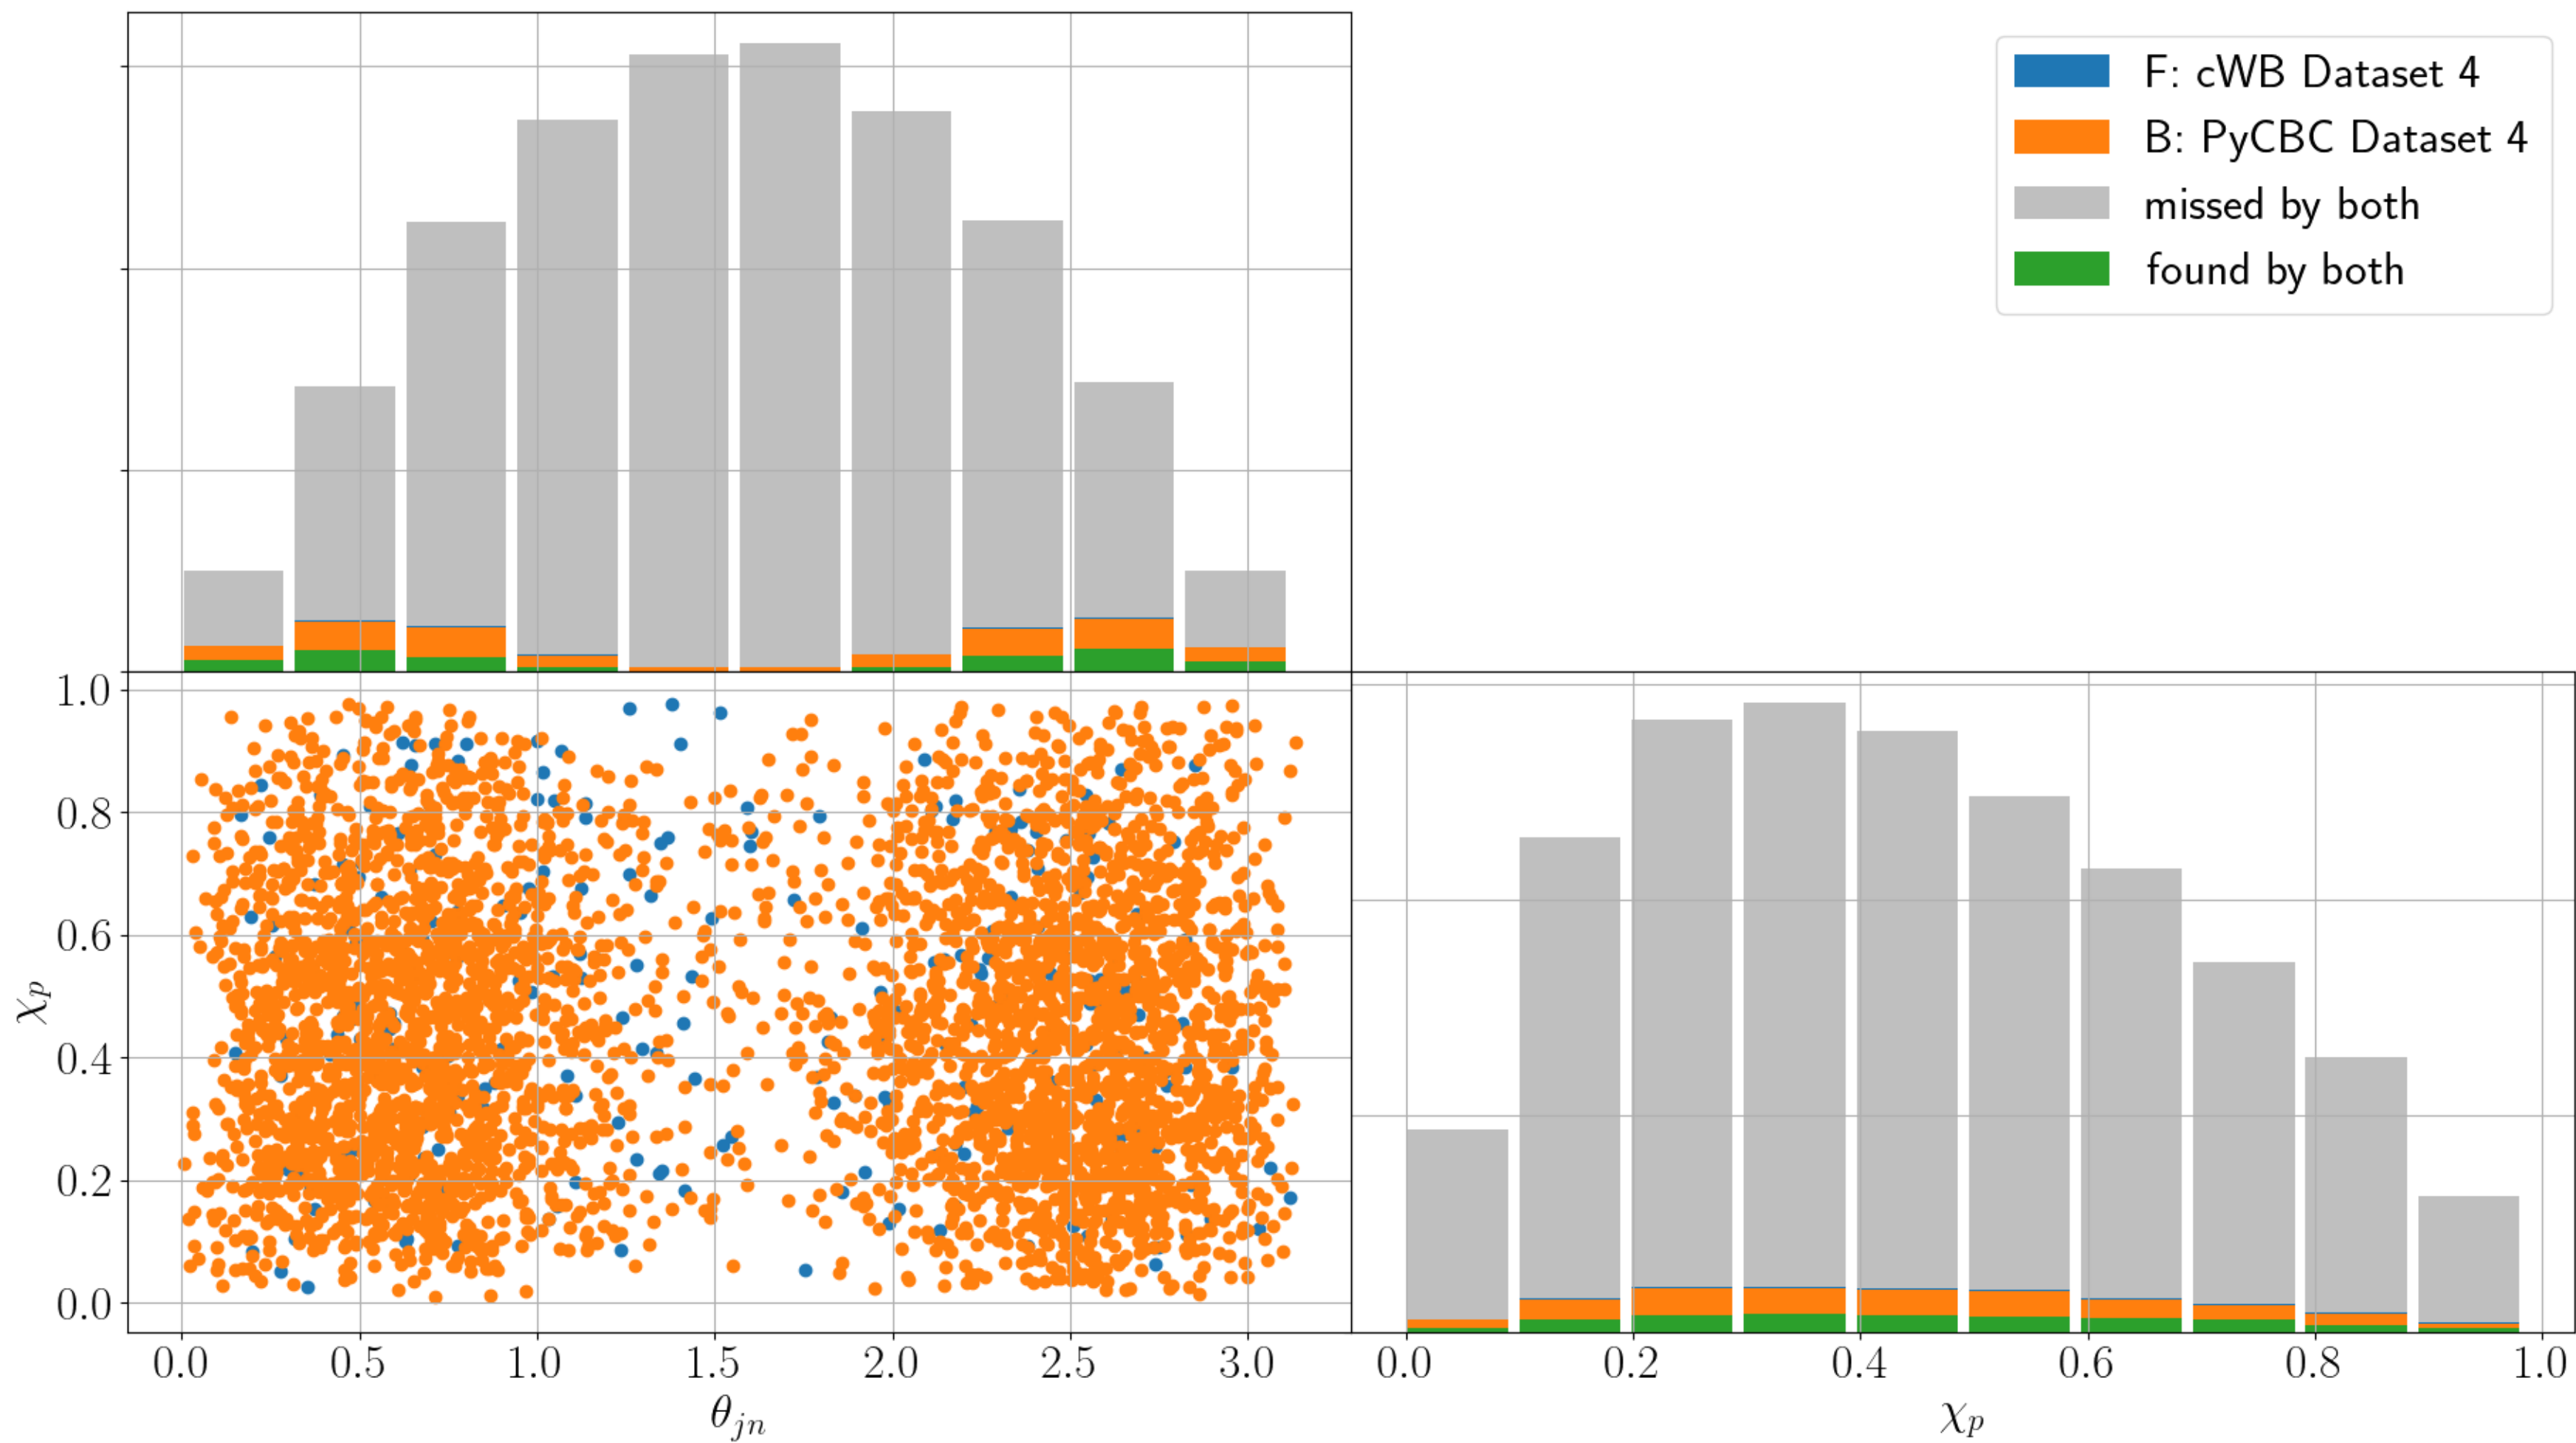 F: cWB Dataset 4
B: PyCBC Dataset 4
missed by both
found by both
1.0
0.8
0.6
0.4
0.2
0.0
χp
0.0 0.5 1.0 1.5 2.0 2.5 3.0
θjn
0.0 0.2 0.4 0.6 0.8 1.0
χp